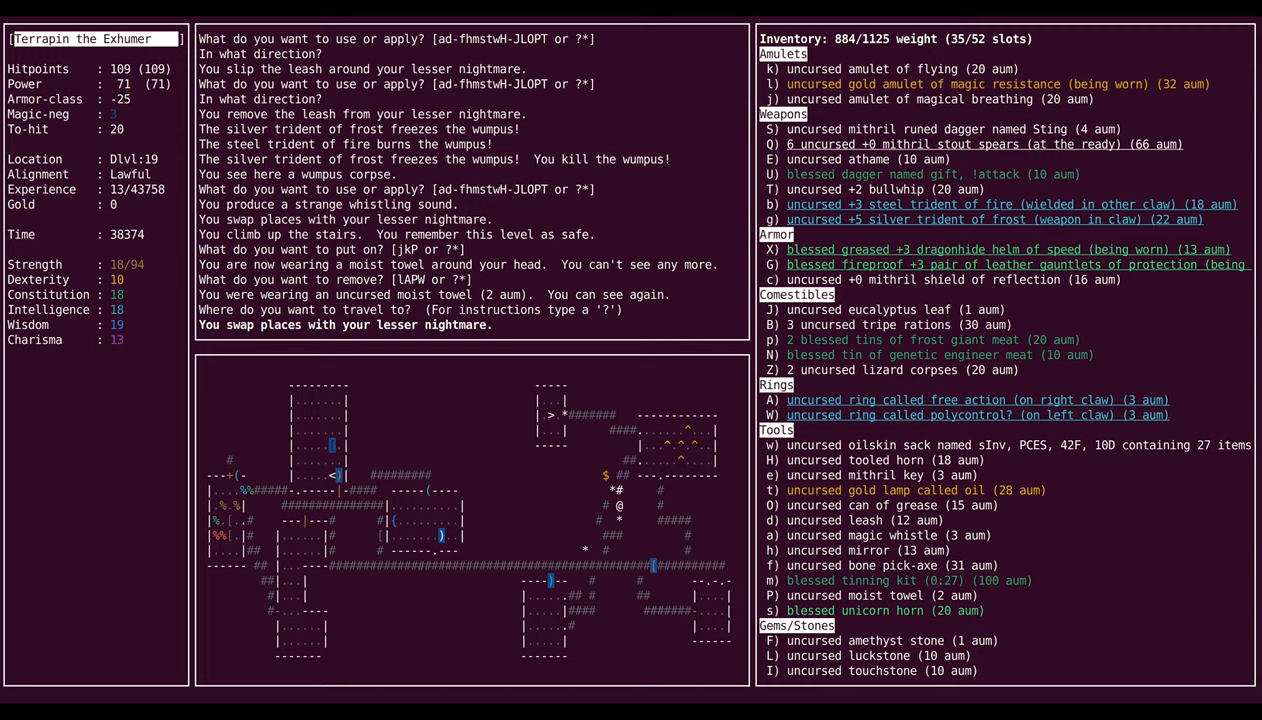 [Terrapin the Exhumer ]
Hitpoints : 109 (109)
Power : 71 (71)
Armor-class : -25
Magic-neg : 3
To-hit : 20
Location : Dlvl:19
Alignment : Lawful
Experience : 13/43758
Gold : 0
Time : 38374
Strength : 18/94
Dexterity : 10
Constitution : 18
Intelligence : 18
Wisdom : 19
Charisma : 13
What do you want to use or apply? [ad-fhmstwH-JLOPT or ?*]
In what direction?
You slip the leash around your lesser nightmare.
What do you want to use or apply? [ad-fhmstwH-JLOPT or ?*]
In what direction?
You remove the leash from your lesser nightmare.
The silver trident of frost freezes the wumpus!
The steel trident of fire burns the wumpus!
The silver trident of frost freezes the wumpus! You kill the wumpus!
You see here a wumpus corpse.
What do you want to use or apply? [ad-fhmstwH-JLOPT or ?*]
You produce a strange whistling sound.
You swap places with your lesser nightmare.
You climb up the stairs. You remember this level as safe.
What do you want to put on? [jkP or ?*]
You are now wearing a moist towel around your head. You can't see any more.
What do you want to remove? [lAPW or ?*]
You were wearing an uncursed moist towel (2 aum). You can see again.
Where do you want to travel to? (For instructions type a '?')
You swap places with your lesser nightmare.
Inventory: 884/1125 weight (35/52 slots)
Amulets
k) uncursed amulet of flying (20 aum)
l) uncursed gold amulet of magic resistance (being worn) (32 aum)
j) uncursed amulet of magical breathing (20 aum)
Weapons
S) uncursed mithril runed dagger named Sting (4 aum)
Q) 6 uncursed +0 mithril stout spears (at the ready) (66 aum)
E) uncursed athame (10 aum)
U) blessed dagger named gift, !attack (10 aum)
T) uncursed +2 bullwhip (20 aum)
b) uncursed +3 steel trident of fire (wielded in other claw) (18 aum)
g) uncursed +5 silver trident of frost (weapon in claw) (22 aum)
Armor
X) blessed greased +3 dragonhide helm of speed (being worn) (13 aum)
G) blessed fireproof +3 pair of leather gauntlets of protection (being
c) uncursed +0 mithril shield of reflection (16 aum)
Comestibles
J) uncursed eucalyptus leaf (1 aum)
B) 3 uncursed tripe rations (30 aum)
p) 2 blessed tins of frost giant meat (20 aum)
N) blessed tin of genetic engineer meat (10 aum)
Z) 2 uncursed lizard corpses (20 aum)
Rings
A) uncursed ring called free action (on right claw) (3 aum)
W) uncursed ring called polycontrol? (on left claw) (3 aum)
Tools
w) uncursed oilskin sack named sInv, PCES, 42F, 10D containing 27 items
H) uncursed tooled horn (18 aum)
e) uncursed mithril key (3 aum)
t) uncursed gold lamp called oil (28 aum)
O) uncursed can of grease (15 aum)
d) uncursed leash (12 aum)
a) uncursed magic whistle (3 aum)
h) uncursed mirror (13 aum)
f) uncursed bone pick-axe (31 aum)
m) blessed tinning kit (0:27) (100 aum)
P) uncursed moist towel (2 aum)
s) blessed unicorn horn (20 aum)
Gems/Stones
F) uncursed amethyst stone (1 aum)
L) uncursed luckstone (10 aum)
I) uncursed touchstone (10 aum)